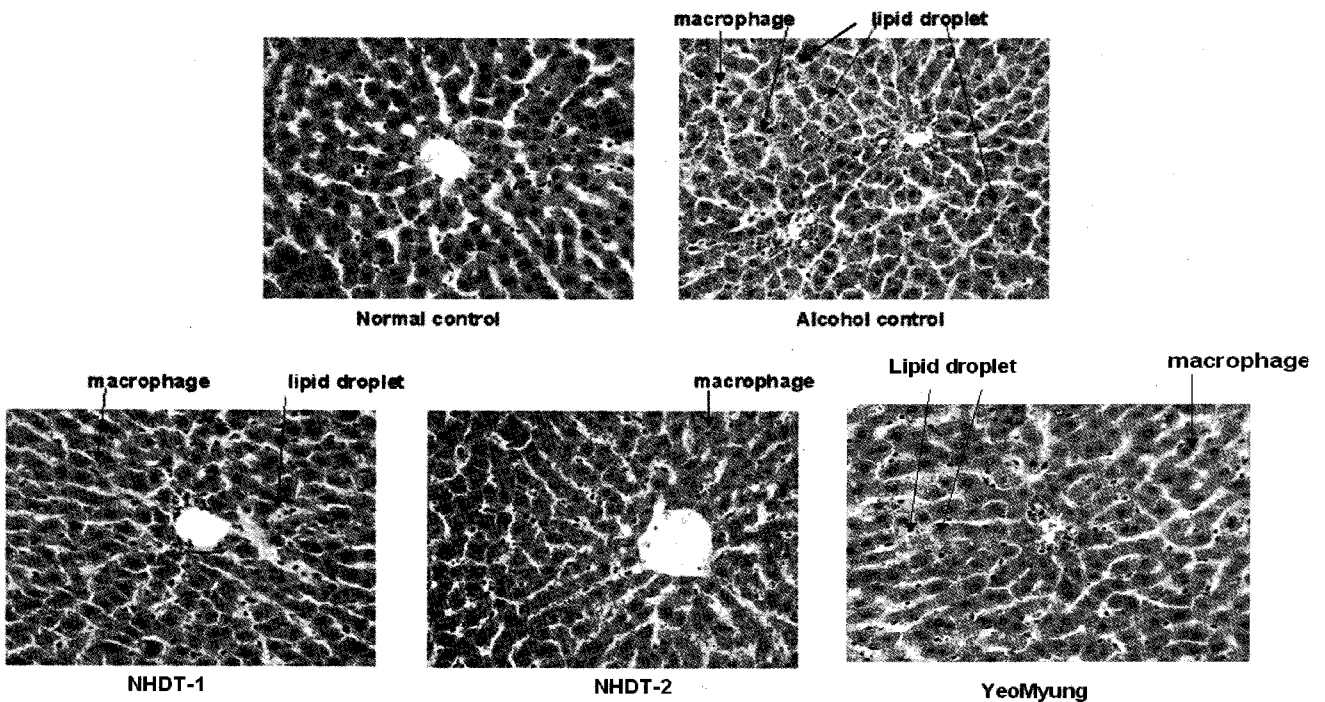 macrophage lipid droplet
Normal control
Alcohol control
macrophage lipid droplet
macrophage
Lipid droplet macrophage
NHDT-1
NHDT-2
YeoMyung